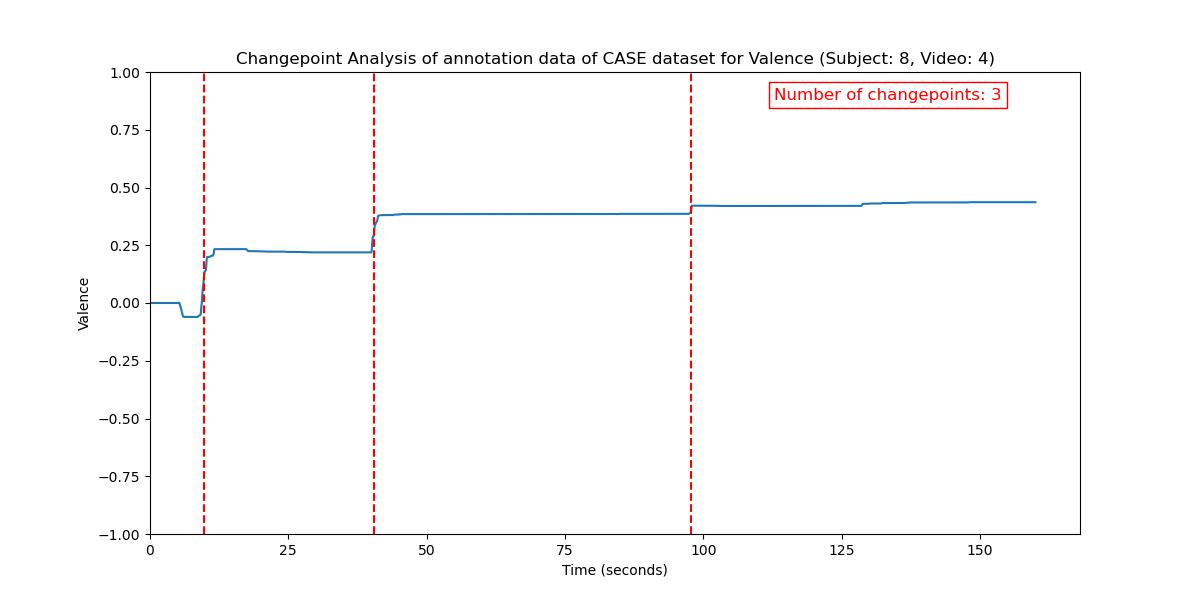 Changepoint Analysis of annotation data of CASE dataset for Valence (Subject: 8, Video: 4)
Number of changepoints: 3
1.00
0.75
0.50
0.25
0.00
−0.25
−0.50
−0.75
−1.00
Valence
0 25 50 75 100 125 150
Time (seconds)